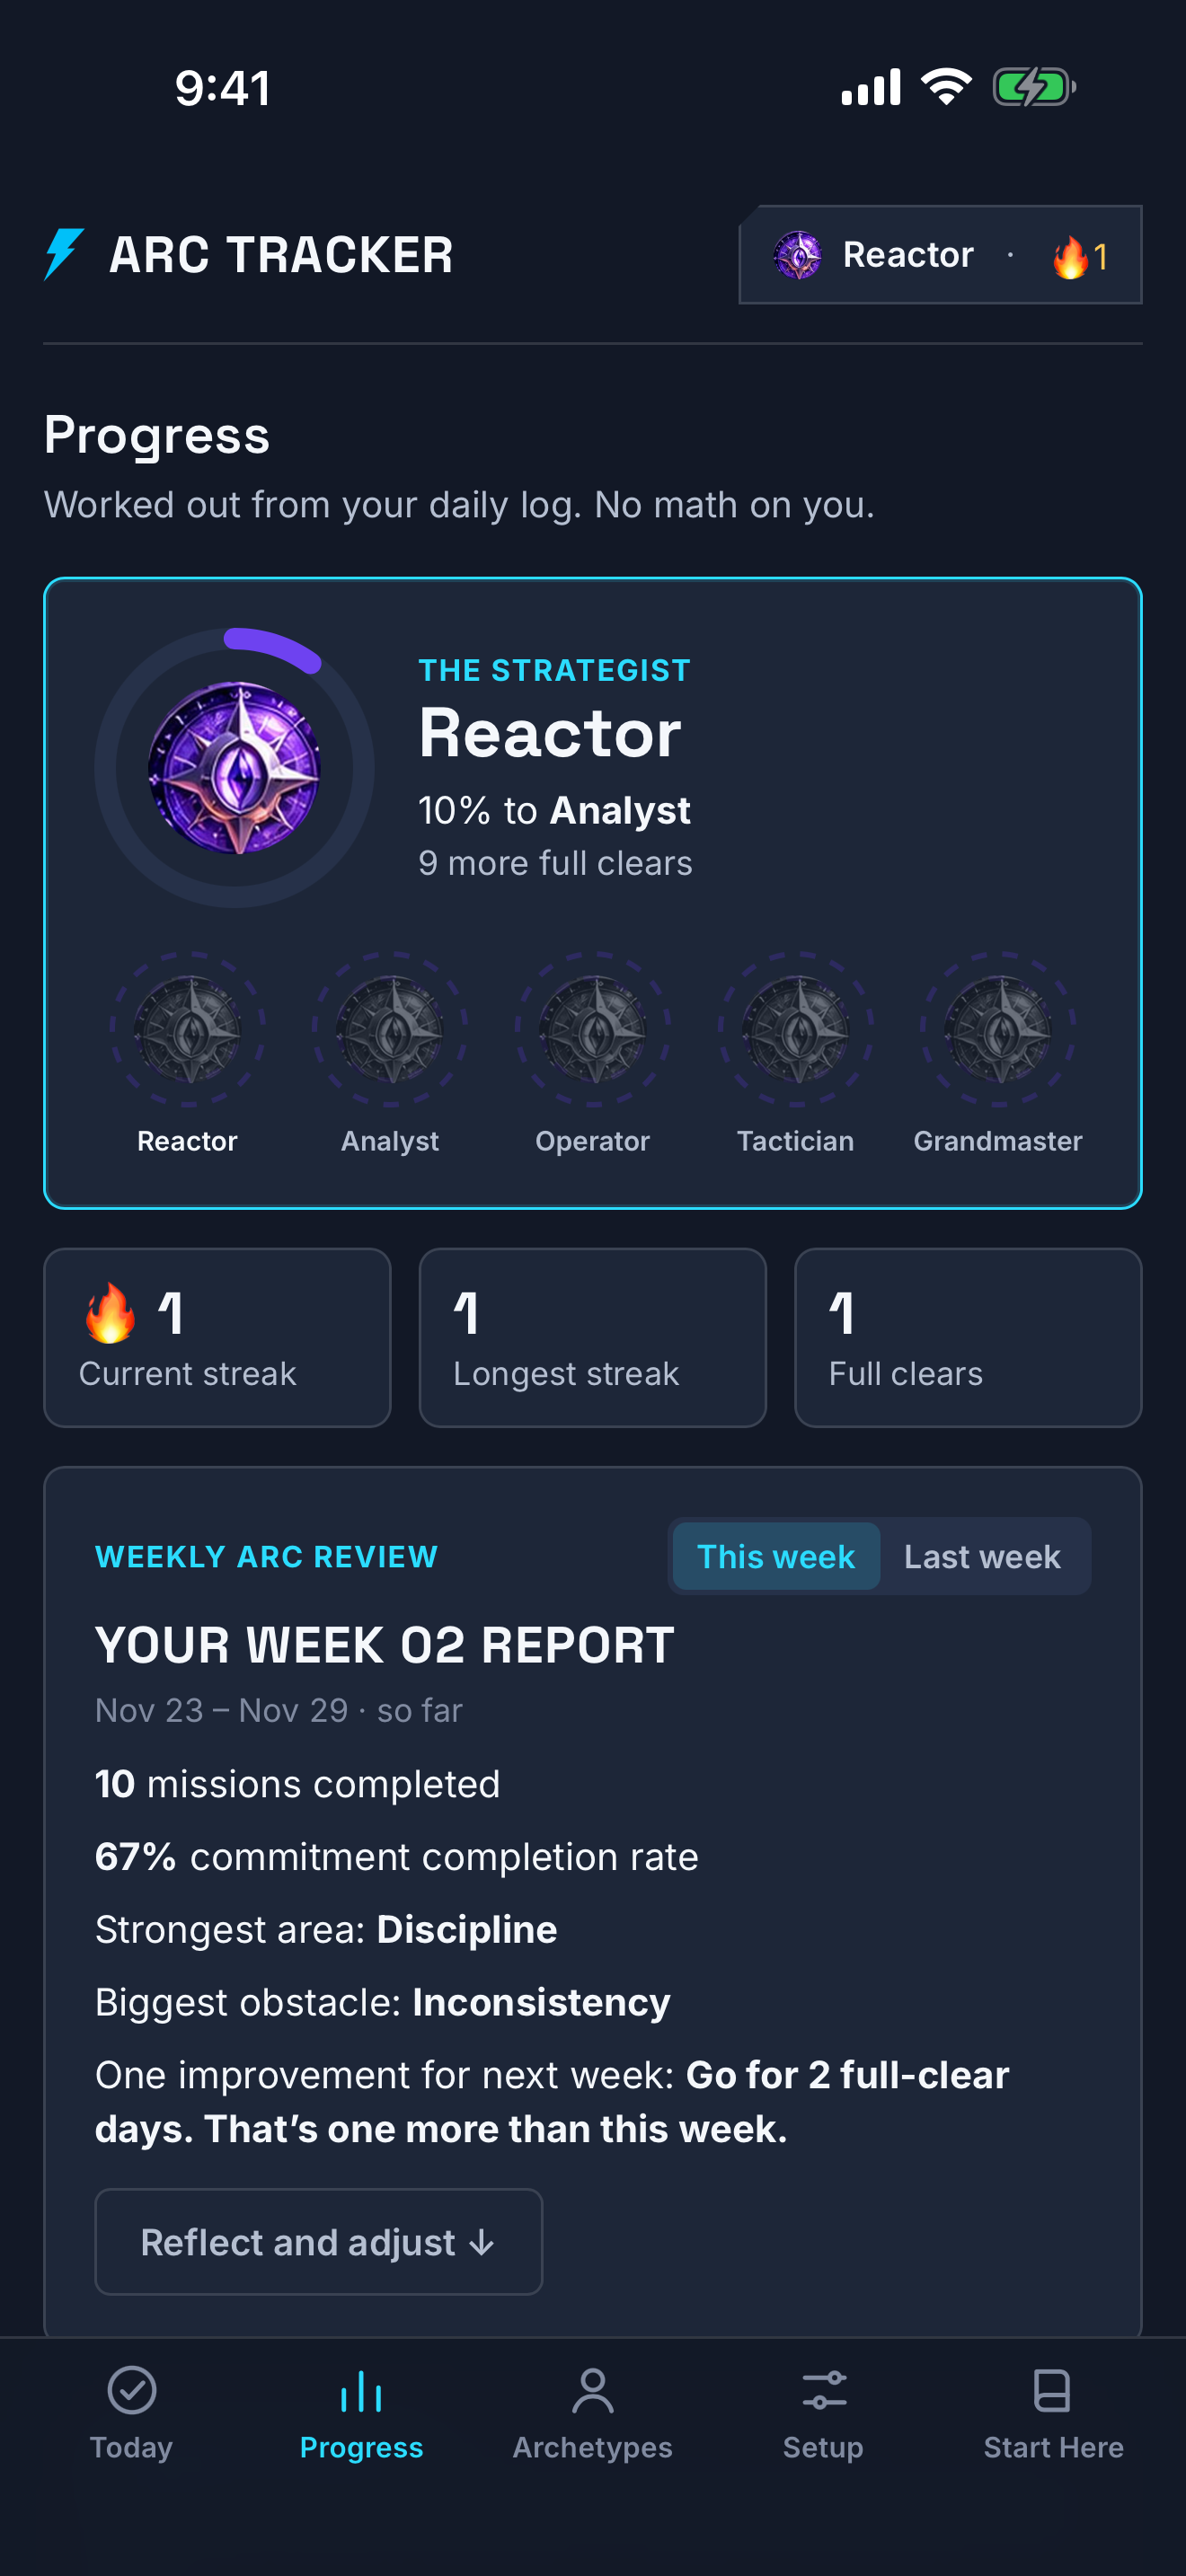 9:41
ARC TRACKER
Reactor · 🔥1
Progress
Worked out from your daily log. No math on you.
THE STRATEGIST
Reactor
10% to Analyst
9 more full clears
Reactor Analyst Operator Tactician Grandmaster
🔥 1
Current streak
1
Longest streak
1
Full clears
WEEKLY ARC REVIEW
This week Last week
YOUR WEEK 02 REPORT
Nov 23 – Nov 29 · so far
10 missions completed
67% commitment completion rate
Strongest area: Discipline
Biggest obstacle: Inconsistency
One improvement for next week: Go for 2 full-clear
days. That’s one more than this week.
Reflect and adjust ↓
Today Progress Archetypes Setup Start Here